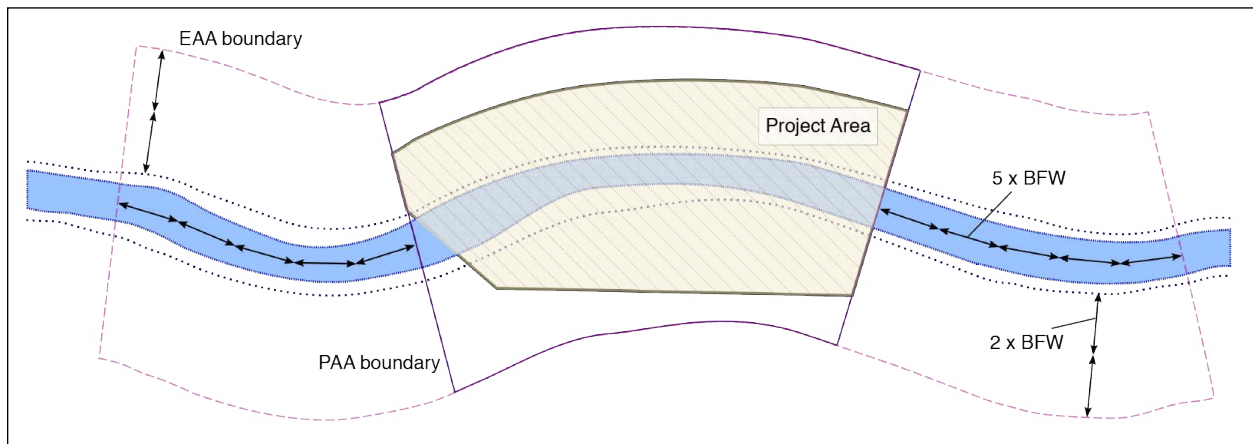 EAA boundary
Project Area
5 x BFW
2 x BFW
PAA boundary